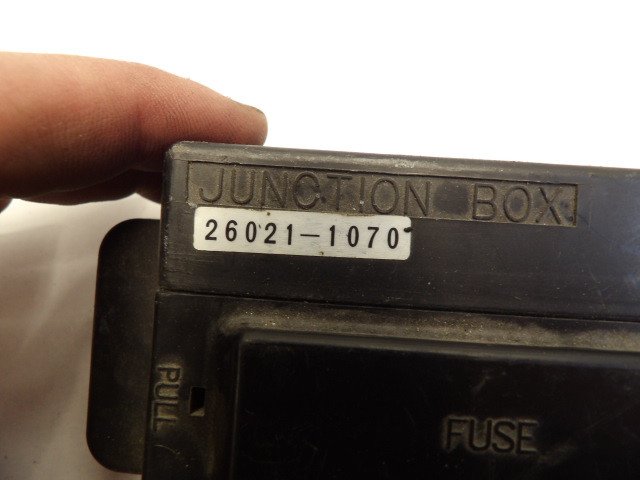 JUNCTION BOX
26021-1070
PULL
FUSE